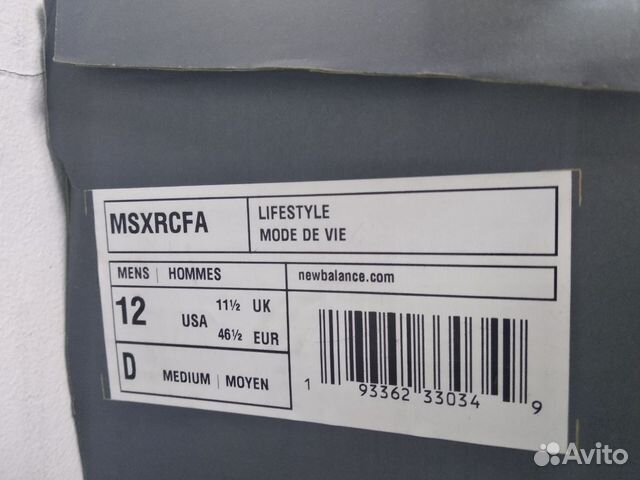 MSXRCFA
LIFESTYLE
MODE DE VIE
MENS | HOMMES
newbalance.com
12 USA
11½ UK
46½ EUR
D MEDIUM | MOYEN
1 93362 33034 9
Avito